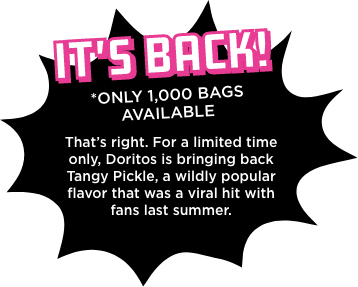 IT'S BACK!
*ONLY 1,000 BAGS
AVAILABLE
That's right. For a limited time
only, Doritos is bringing back
Tangy Pickle, a wildly popular
flavor that was a viral hit with
fans last summer.